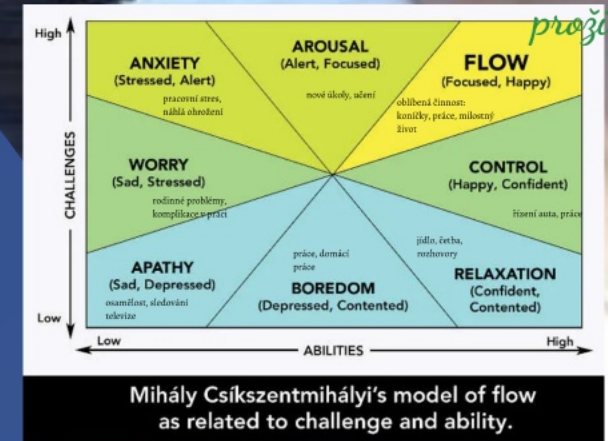 proži
High
ANXIETY
(Stressed, Alert)
pracovní stres,
náhlá ohrožení
AROUSAL
(Alert, Focused)
nové úkoly, učení
FLOW
(Focused, Happy)
oblíbená činnost:
koníčky, práce, milostný
život
CHALLENGES
WORRY
(Sad, Stressed)
rodinné problémy,
komplikace v práci
CONTROL
(Happy, Confident)
řízení auta, práce
APATHY
(Sad, Depressed)
osamělost, sledování
televize
práce, domácí
práce
BOREDOM
(Depressed, Contented)
jídlo, četba,
rozhovory
RELAXATION
(Confident,
Contented)
Low
Low
ABILITIES
High
Mihály Csíkszentmihályi's model of flow
as related to challenge and ability.